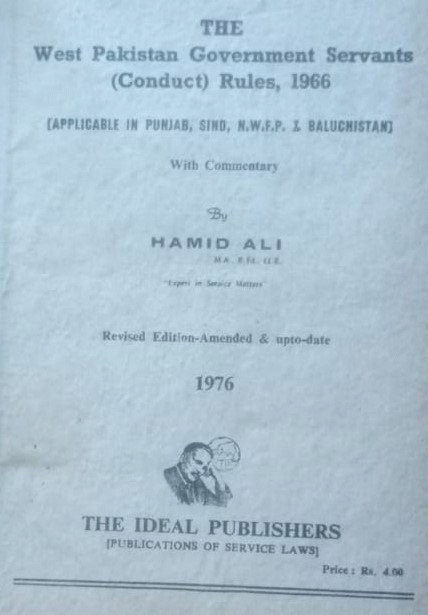 THE
West Pakistan Government Servants
(Conduct) Rules, 1966
[APPLICABLE IN PUNJAB, SIND, N.W.F.P. & BALUCHISTAN]
With Commentary
By
HAMID ALI
M.A. B.Ed. LL.B.
"Expert in Service Matters"
Revised Edition-Amended & upto-date
1976
THE IDEAL PUBLISHERS
[PUBLICATIONS OF SERVICE LAWS]
Price : Rs. 4.00